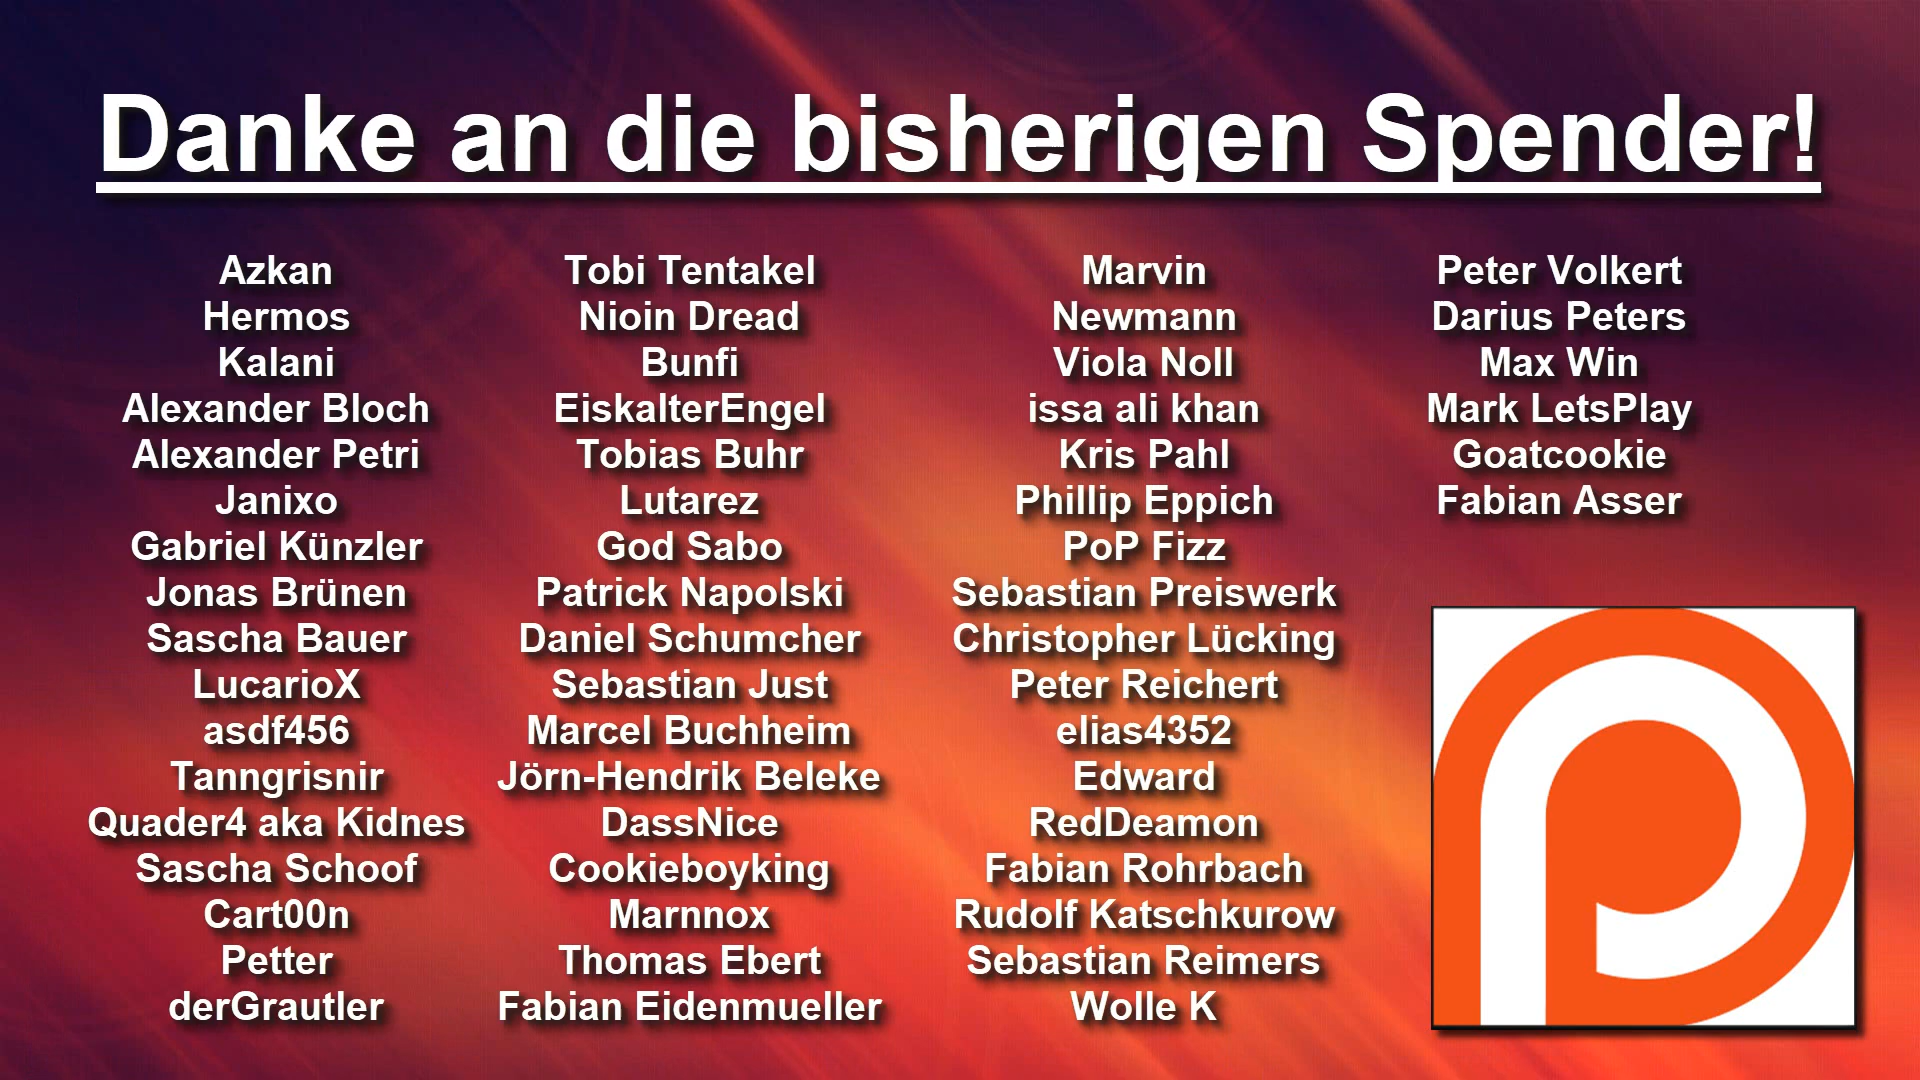 Danke an die bisherigen Spender!
Azkan
Hermos
Kalani
Alexander Bloch
Alexander Petri
Janixo
Gabriel Künzler
Jonas Brünen
Sascha Bauer
LucarioX
asdf456
Tanngrisnir
Quader4 aka Kidnes
Sascha Schoof
Cart00n
Petter
derGrautler
Tobi Tentakel
Nioin Dread
Bunfi
EiskalterEngel
Tobias Buhr
Lutarez
God Sabo
Patrick Napolski
Daniel Schumcher
Sebastian Just
Marcel Buchheim
Jörn-Hendrik Beleke
DassNice
Cookieboyking
Marnnox
Thomas Ebert
Fabian Eidenmueller
Marvin
Newmann
Viola Noll
issa ali khan
Kris Pahl
Phillip Eppich
PoP Fizz
Sebastian Preiswerk
Christopher Lücking
Peter Reichert
elias4352
Edward
RedDeamon
Fabian Rohrbach
Rudolf Katschkurow
Sebastian Reimers
Wolle K
Peter Volkert
Darius Peters
Max Win
Mark LetsPlay
Goatcookie
Fabian Asser